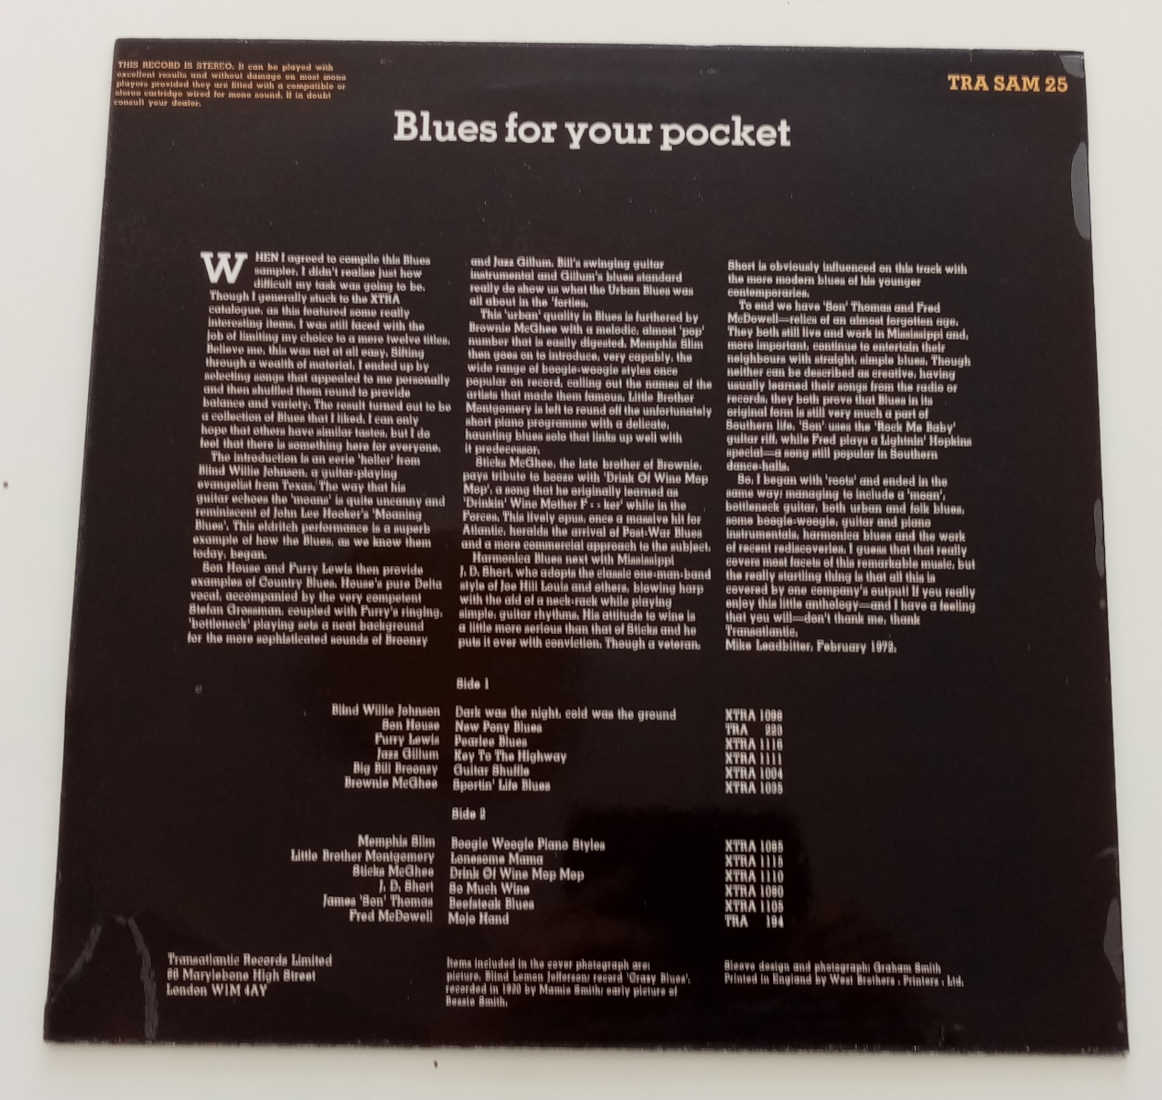 THIS RECORD IS STEREO. It can be played with
excellent results and without damage on most mono
players provided they are fitted with a compatible or
stereo cartridge wired for mono sound. If in doubt
consult your dealer.
TRA SAM 25
Blues for your pocket
WHEN I agreed to compile this Blues
sampler, I didn't realise just how
difficult my task was going to be.
Though I generally stuck to the XTRA
catalogue, as this featured some really
interesting items, I was still faced with the
job of limiting my choice to a mere twelve titles.
Believe me, this was not at all easy. Sifting
through a wealth of material, I ended up by
selecting songs that appealed to me personally
and then shuffled them round to provide
balance and variety. The result turned out to be
a collection of Blues that I liked. I can only
hope that others have similar tastes, but I do
feel that there is something here for everyone.
The introduction is an eerie 'holler' from
Blind Willie Johnson, a guitar-playing
evangelist from Texas. The way that his
guitar echoes the 'moans' is quite uncanny and
reminiscent of John Lee Hooker's 'Moaning
Blues'. This eldritch performance is a superb
example of how the Blues, as we know them
today, began.
Son House and Furry Lewis then provide
examples of Country Blues. House's pure Delta
vocal, accompanied by the very competent
Stefan Grossman, coupled with Furry's ringing,
'bottleneck' playing sets a neat background
for the more sophisticated sounds of Broonzy
and Jazz Gillum. Bill's swinging guitar
instrumental and Gillum's blues standard
really do show us what the Urban Blues was
all about in the 'forties.
This 'urban' quality in Blues is furthered by
Brownie McGhee with a melodic, almost 'pop'
number that is easily digested. Memphis Slim
then goes on to introduce, very capably, the
wide range of boogie-woogie styles once
popular on record, calling out the names of the
artists that made them famous. Little Brother
Montgomery is left to round off the unfortunately
short piano programme with a delicate,
haunting blues solo that links up well with
it predecessor.
Sticks McGhee, the late brother of Brownie,
pays tribute to booze with 'Drink Of Wine Mop
Mop', a song that he originally learned as
'Drinkin' Wine Mother F : : ker' while in the
Forces. This lively opus, once a massive hit for
Atlantic, heralds the arrival of Post-War Blues
and a more commercial approach to the subject.
Harmonica Blues next with Mississippi
J. D. Short, who adopts the classic one-man-band
style of Joe Hill Louis and others, blowing harp
with the aid of a neck-rack while playing
simple, guitar rhythms. His attitude to wine is
a little more serious than that of Sticks and he
puts it over with conviction. Though a veteran,
Short is obviously influenced on this track with
the more modern blues of his younger
contemporaries.
To end we have 'Son' Thomas and Fred
McDowell—relics of an almost forgotten age.
They both still live and work in Mississippi and,
more important, continue to entertain their
neighbours with straight, simple blues. Though
neither can be described as creative, having
usually learned their songs from the radio or
records, they both prove that Blues in its
original form is still very much a part of
Southern life. 'Son' uses the 'Rock Me Baby'
guitar riff, while Fred plays a Lightnin' Hopkins
special—a song still popular in Southern
dance-halls.
So, I began with 'roots' and ended in the
same way; managing to include a 'moan',
bottleneck guitar, both urban and folk blues,
some boogie-woogie, guitar and piano
instrumentals, harmonica blues and the work
of recent rediscoveries. I guess that that really
covers most facets of this remarkable music, but
the really startling thing is that all this is
covered by one company's output! If you really
enjoy this little anthology—and I have a feeling
that you will—don't thank me, thank
Transatlantic.
Mike Leadbitter, February 1972.
Side 1
Blind Willie Johnson Dark was the night, cold was the ground XTRA 1098
Son House New Pony Blues TRA 223
Furry Lewis Pearlee Blues XTRA 1116
Jazz Gillum Key To The Highway XTRA 1111
Big Bill Broonzy Guitar Shuffle XTRA 1004
Brownie McGhee Sportin' Life Blues XTRA 1035
Side 2
Memphis Slim Boogie Woogie Piano Styles XTRA 1085
Little Brother Montgomery Lonesome Mama XTRA 1115
Sticks McGhee Drink Of Wine Mop Mop XTRA 1110
J. D. Short So Much Wine XTRA 1090
James 'Son' Thomas Beefsteak Blues XTRA 1105
Fred McDowell Mojo Hand TRA 194
Transatlantic Records Limited
86 Marylebone High Street
London W1M 4AY
Items included in the cover photograph are:
picture, Blind Lemon Jefferson; record 'Crazy Blues',
recorded in 1920 by Mamie Smith; early picture of
Bessie Smith.
Sleeve design and photograph: Graham Smith
Printed in England by West Brothers : Printers : Ltd.